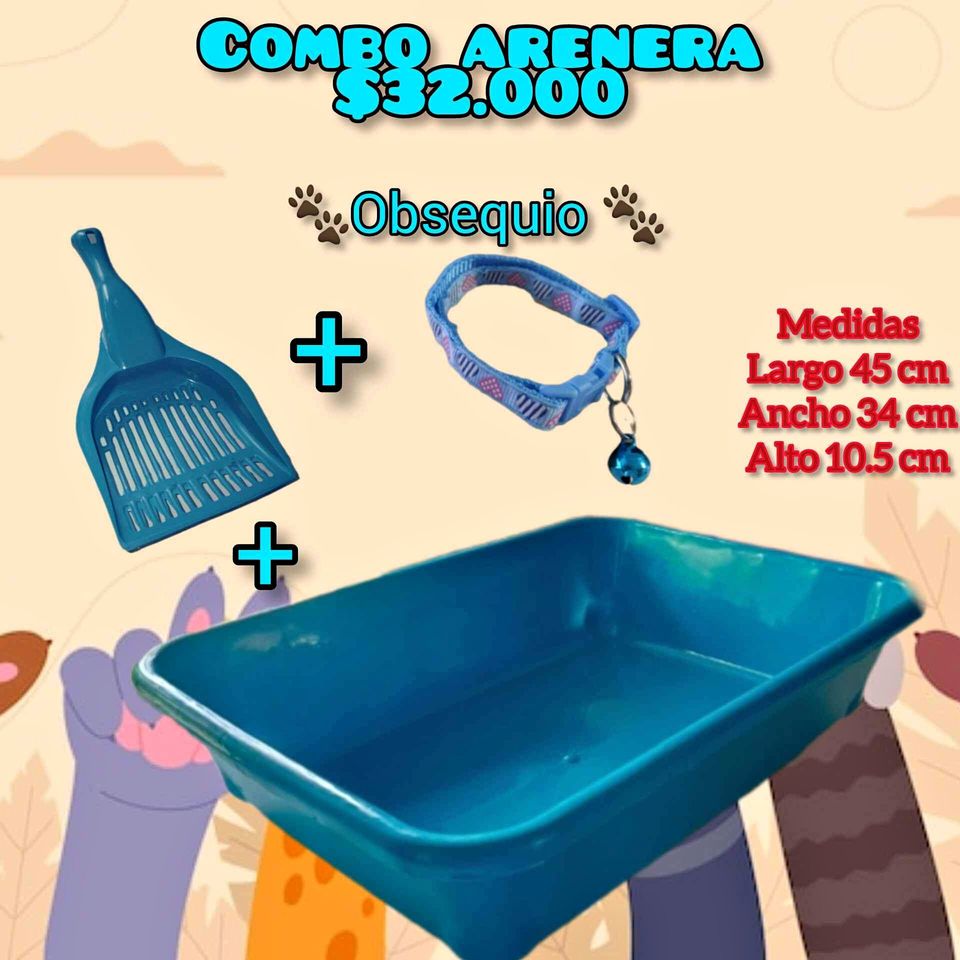 COMBO ARENERA
$32.000
Obsequio
+
Medidas
Largo 45 cm
Ancho 34 cm
Alto 10.5 cm
+